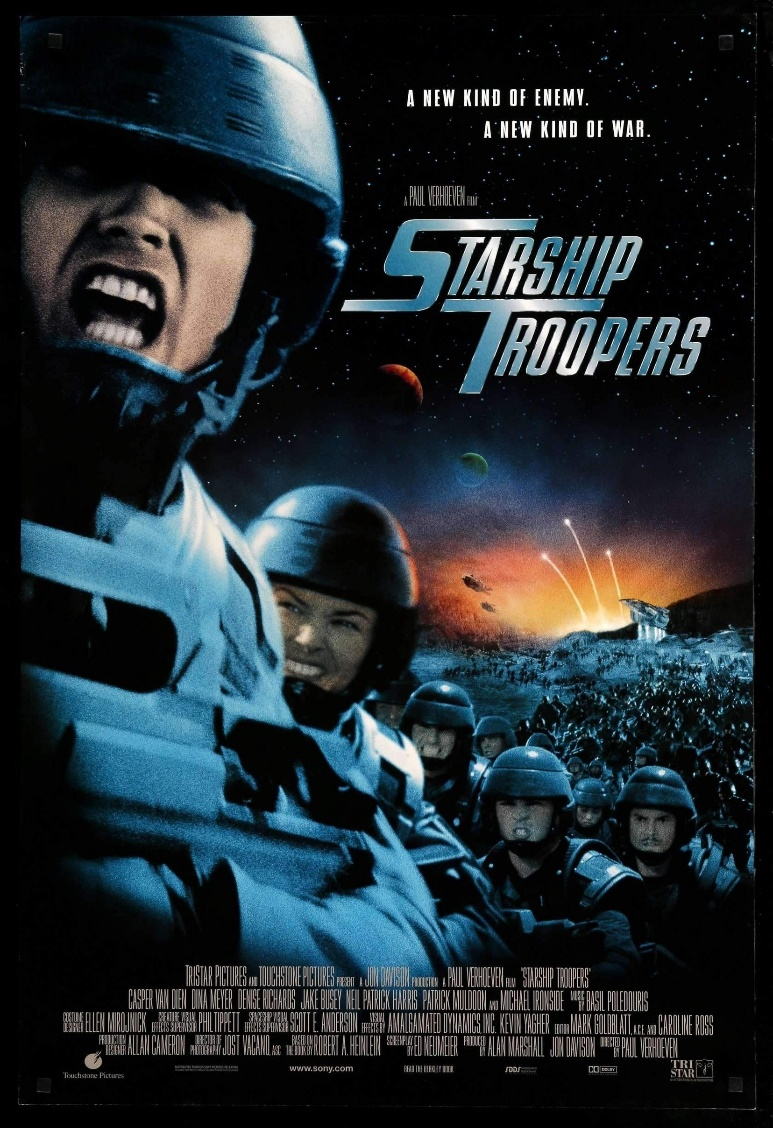 A NEW KIND OF ENEMY.
A NEW KIND OF WAR.
A PAUL VERHOEVEN FILM
STARSHIP
TROOPERS
TRISTAR PICTURES AND TOUCHSTONE PICTURES PRESENT A JON DAVISON PRODUCTION A PAUL VERHOEVEN FILM "STARSHIP TROOPERS"
CASPER VAN DIEN DINA MEYER DENISE RICHARDS JAKE BUSEY NEIL PATRICK HARRIS PATRICK MULDOON AND MICHAEL IRONSIDE MUSIC BY BASIL POLEDOURIS
COSTUME DESIGNER ELLEN MIROJNICK CREATURE VISUAL EFFECTS SUPERVISOR PHIL TIPPETT SPACESHIP VISUAL EFFECTS SUPERVISOR SCOTT E. ANDERSON VISUAL EFFECTS BY AMALGAMATED DYNAMICS, INC. KEVIN YAGHER EDITOR MARK GOLDBLATT, A.C.E. AND CAROLINE ROSS
PRODUCTION DESIGNER ALLAN CAMERON DIRECTOR OF PHOTOGRAPHY JOST VACANO, ASC BASED ON THE BOOK BY ROBERT A. HEINLEIN SCREENPLAY BY ED NEUMEIER PRODUCED BY ALAN MARSHALL JON DAVISON DIRECTED BY PAUL VERHOEVEN
Touchstone Pictures www.sony.com READ THE BERKLEY BOOK SDDS DOLBY TRI STAR